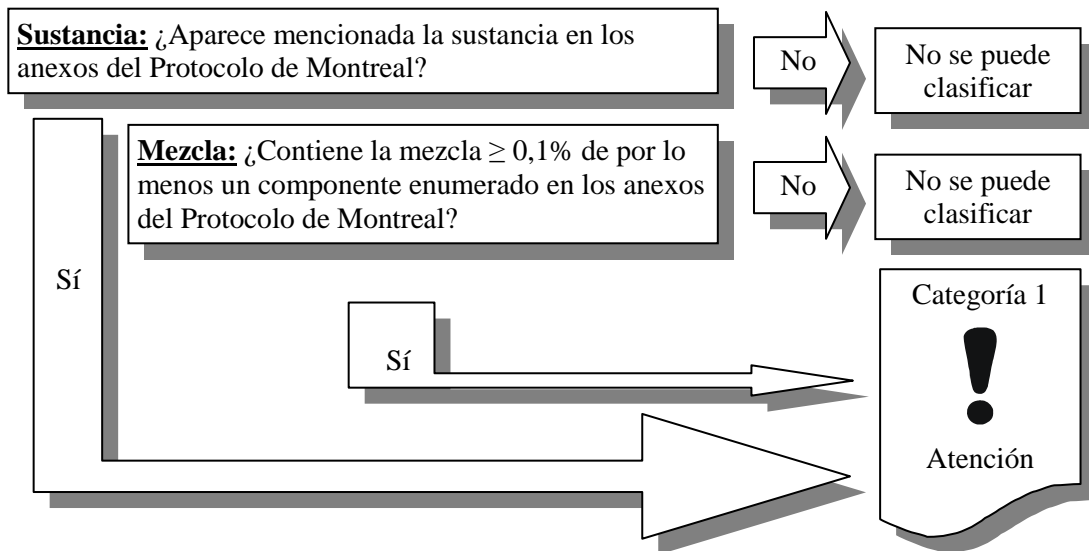 Sustancia: ¿Aparece mencionada la sustancia en los
anexos del Protocolo de Montreal?
No
No se puede
clasificar
Mezcla: ¿Contiene la mezcla ≥ 0,1% de por lo
menos un componente enumerado en los anexos
del Protocolo de Montreal?
No
No se puede
clasificar
Sí
Sí
Categoría 1
!
Atención